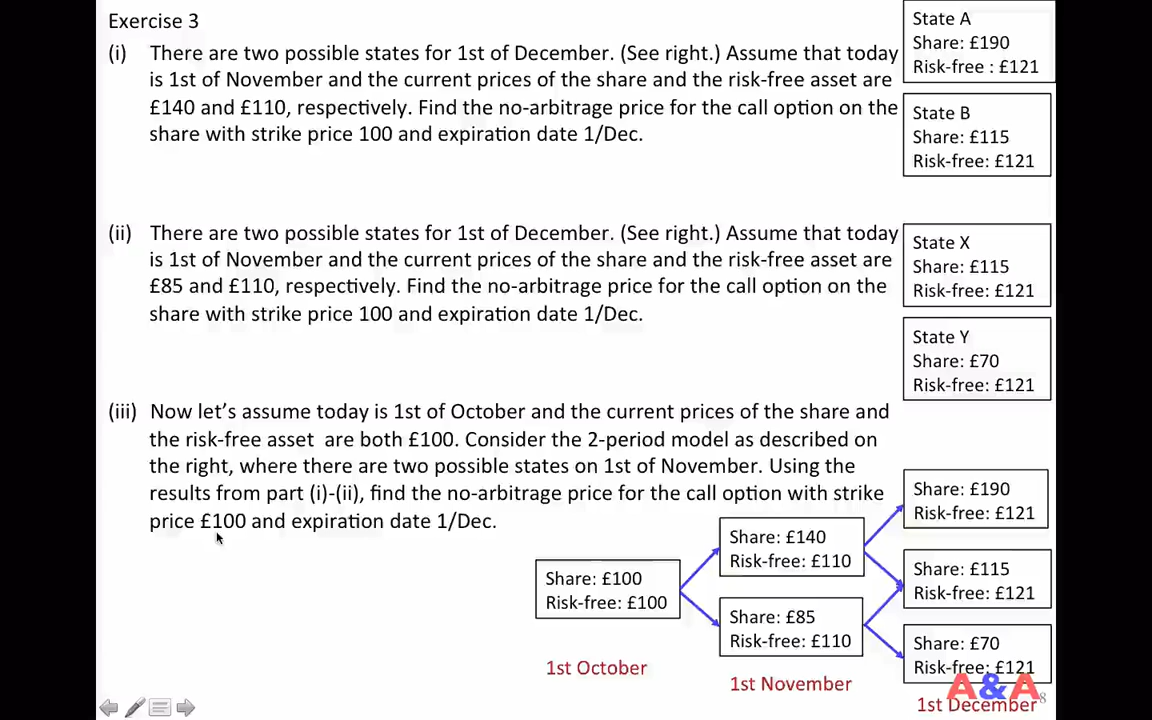 Exercise 3
(i) There are two possible states for 1st of December. (See right.) Assume that today
is 1st of November and the current prices of the share and the risk-free asset are
£140 and £110, respectively. Find the no-arbitrage price for the call option on the
share with strike price 100 and expiration date 1/Dec.
State A
Share: £190
Risk-free : £121
State B
Share: £115
Risk-free: £121
(ii) There are two possible states for 1st of December. (See right.) Assume that today
is 1st of November and the current prices of the share and the risk-free asset are
£85 and £110, respectively. Find the no-arbitrage price for the call option on the
share with strike price 100 and expiration date 1/Dec.
State X
Share: £115
Risk-free: £121
State Y
Share: £70
Risk-free: £121
(iii) Now let's assume today is 1st of October and the current prices of the share and
the risk-free asset are both £100. Consider the 2-period model as described on
the right, where there are two possible states on 1st of November. Using the
results from part (i)-(ii), find the no-arbitrage price for the call option with strike
price £100 and expiration date 1/Dec.
Share: £100
Risk-free: £100
1st October
Share: £140
Risk-free: £110
Share: £85
Risk-free: £110
1st November
Share: £190
Risk-free: £121
Share: £115
Risk-free: £121
Share: £70
Risk-free: £121
1st December
A&A
8